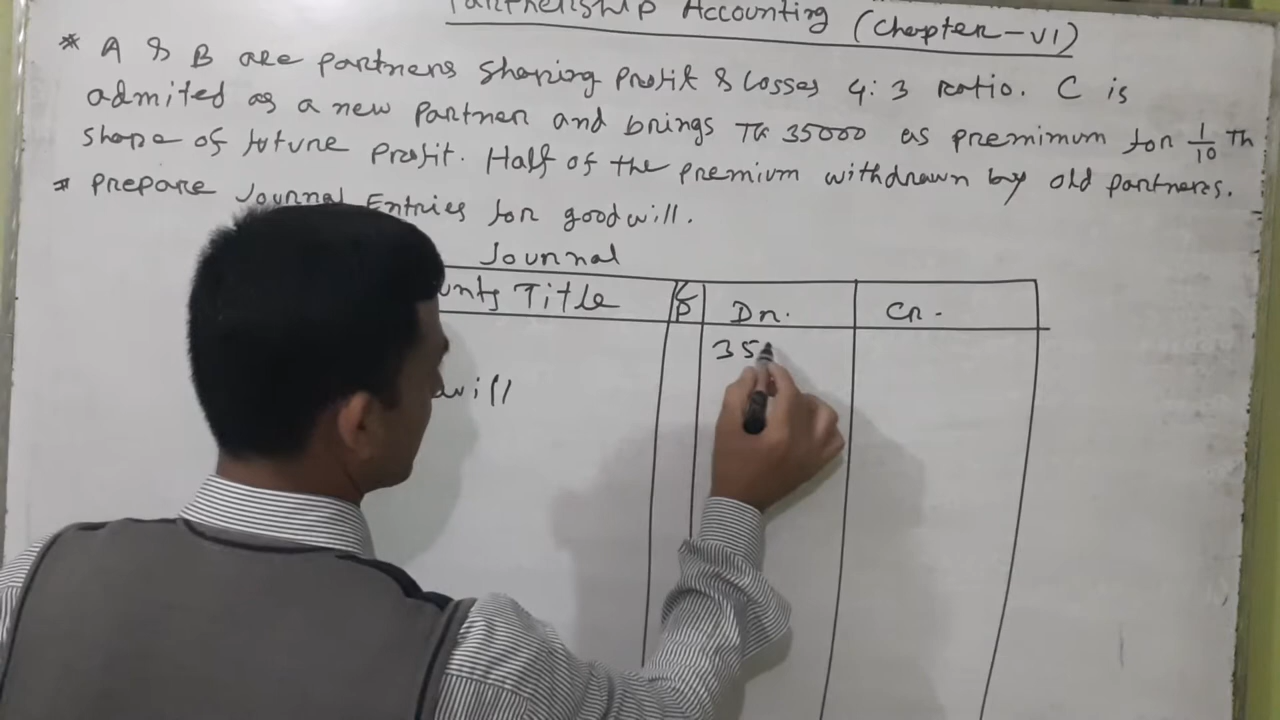 Partnership Accounting (Chapter-VI)
* A & B are partners sharing Profit & Losses 4:3 ratio. C is
admited as a new Partner and brings TK 35000 as premimum for 1/10 Th
share of future Profit. Half of the premium withdrawn by old partners.
* Prepare Journal Entries for goodwill.
Journal
Title Dr. Cr.
35